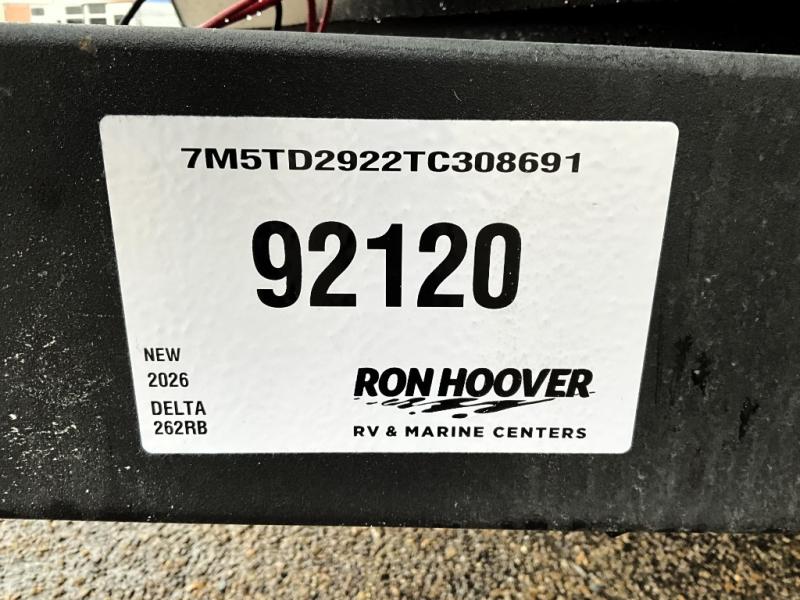 7M5TD2922TC308691
92120
NEW
2026
DELTA
262RB
RON HOOVER
RV & MARINE CENTERS